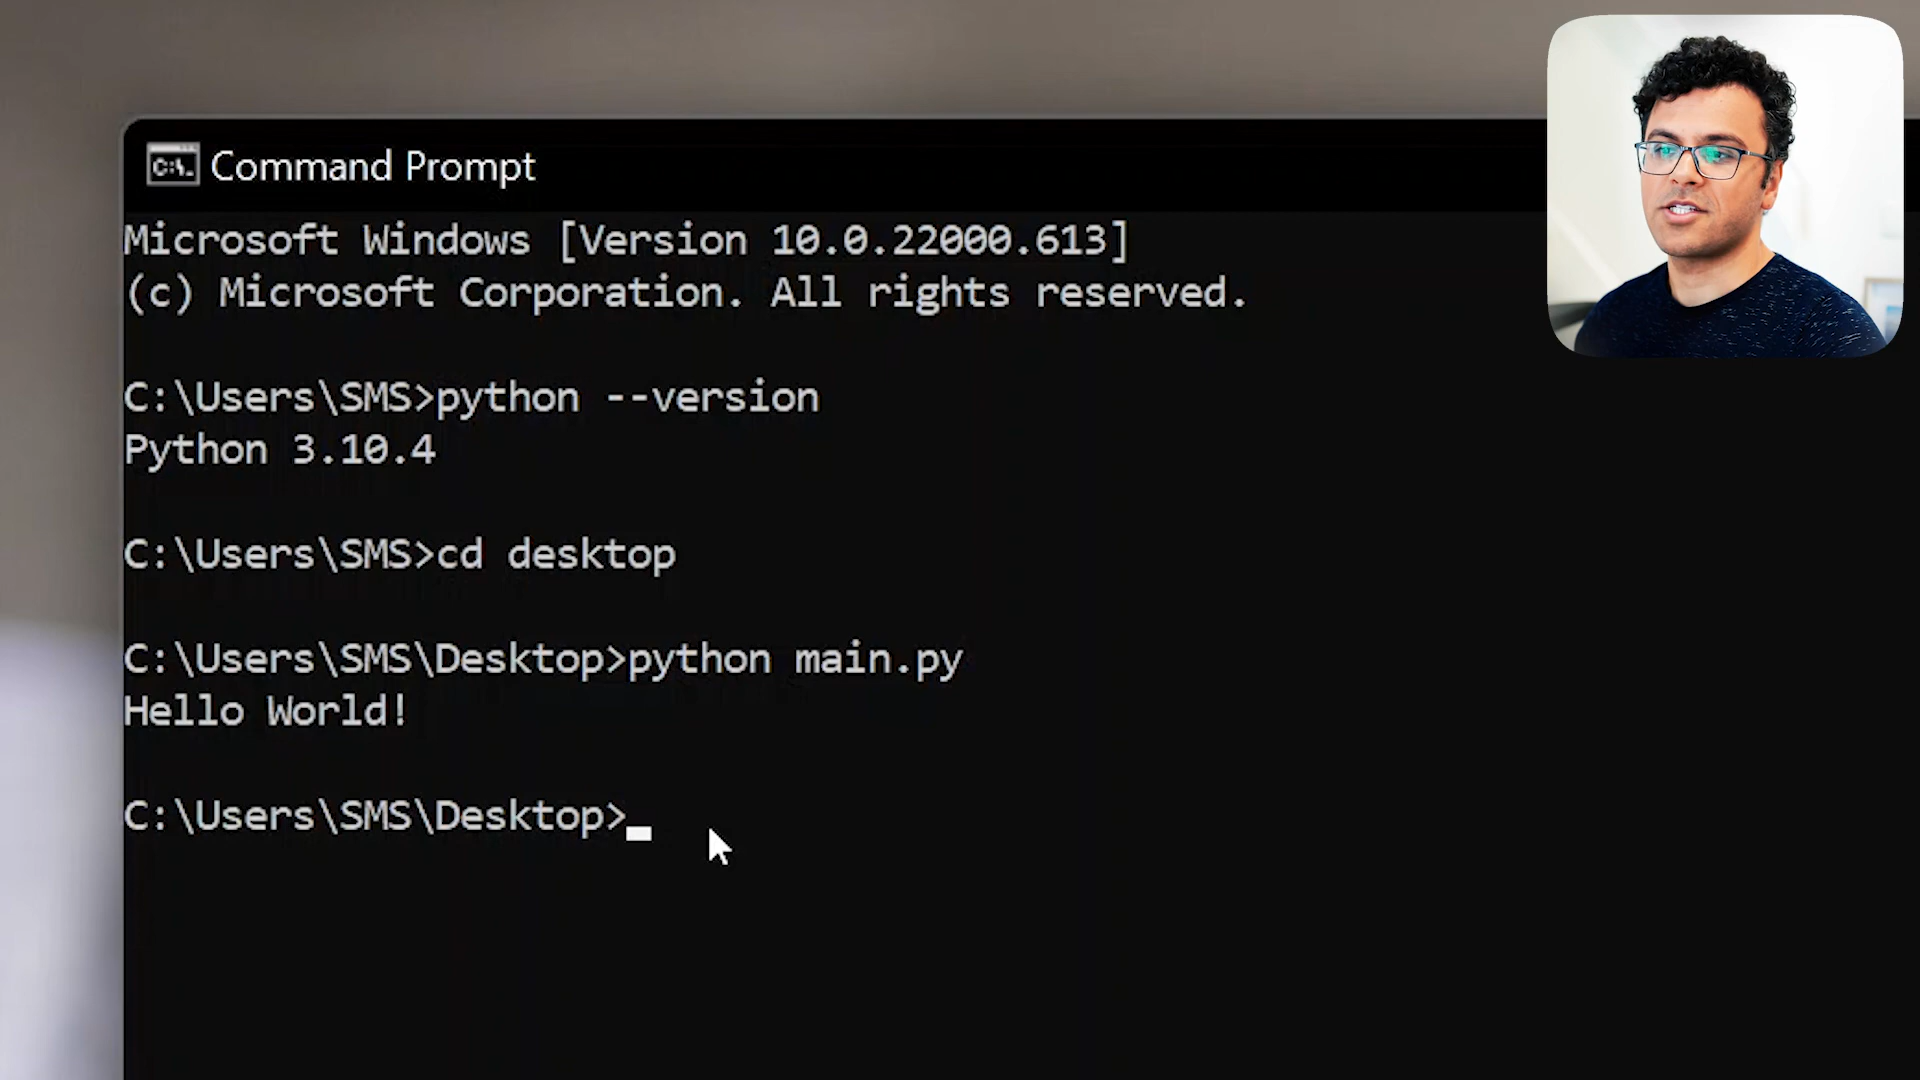 C:\.
Command Prompt
Microsoft Windows [Version 10.0.22000.613]
(c) Microsoft Corporation. All rights reserved.
C:\Users\SMS>python --version
Python 3.10.4
C:\Users\SMS>cd desktop
C:\Users\SMS\Desktop>python main.py
Hello World!
C:\Users\SMS\Desktop>